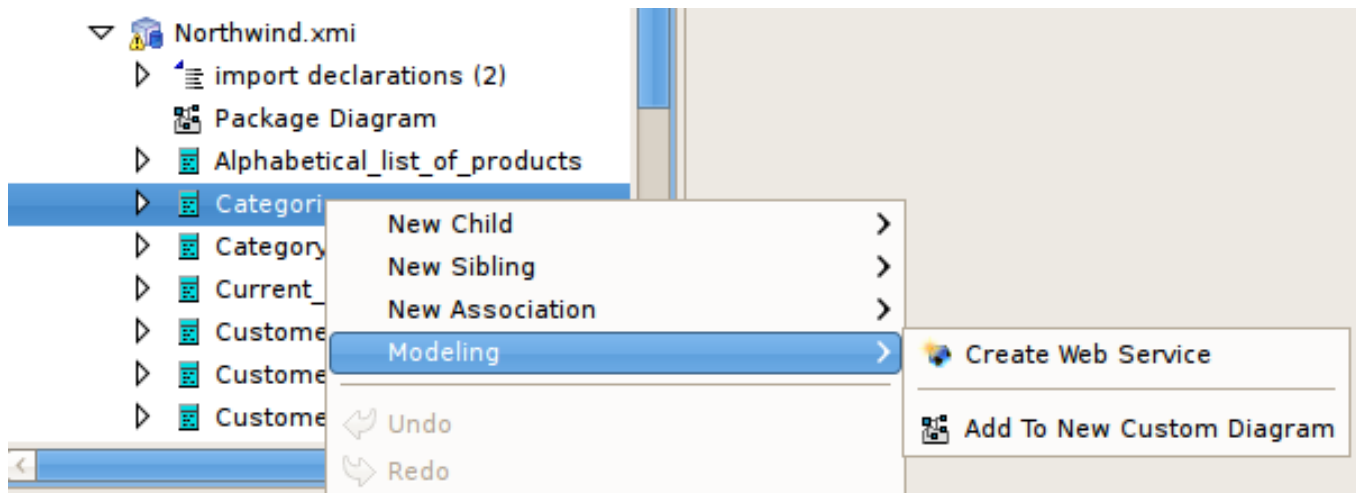 Northwind.xmi
import declarations (2)
Package Diagram
Alphabetical_list_of_products
Categori
Category
Current_
Custome
Custome
Custome
New Child
New Sibling
New Association
Modeling
Undo
Redo
Create Web Service
Add To New Custom Diagram